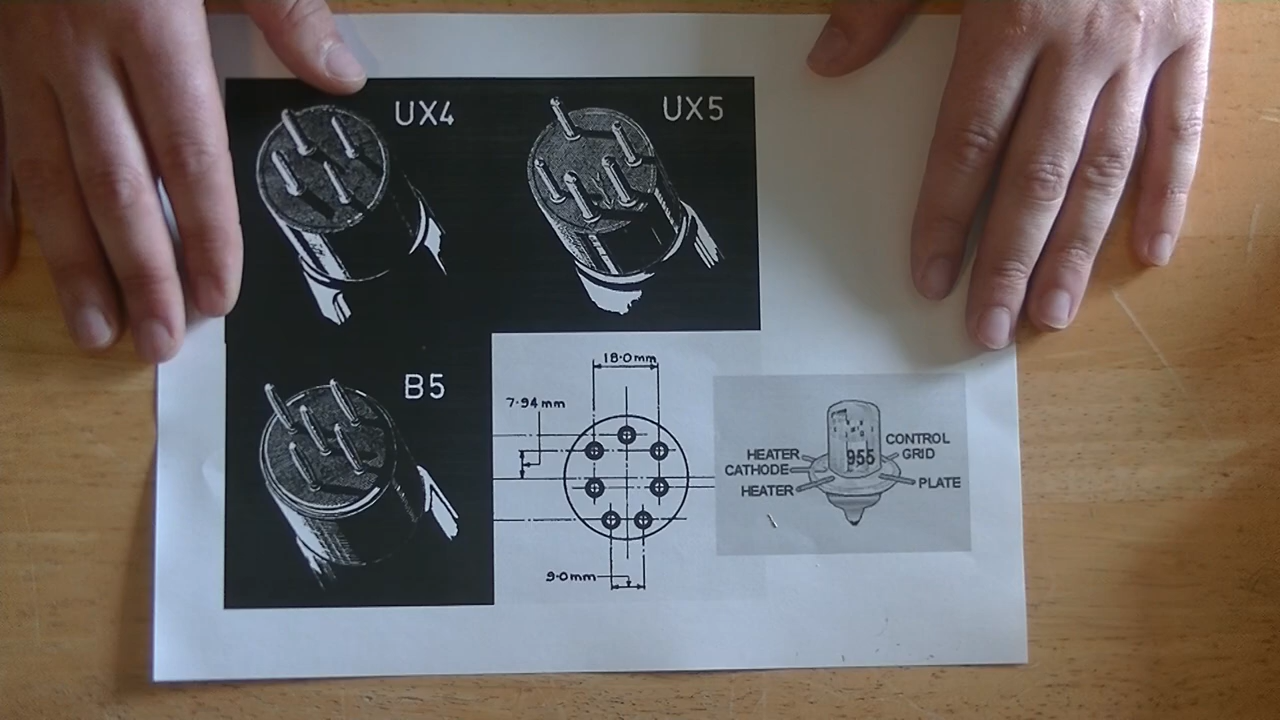 UX4
UX5
B5
18·0mm
7·94 mm
9·0mm
HEATER
CATHODE
HEATER
955
CONTROL
GRID
PLATE